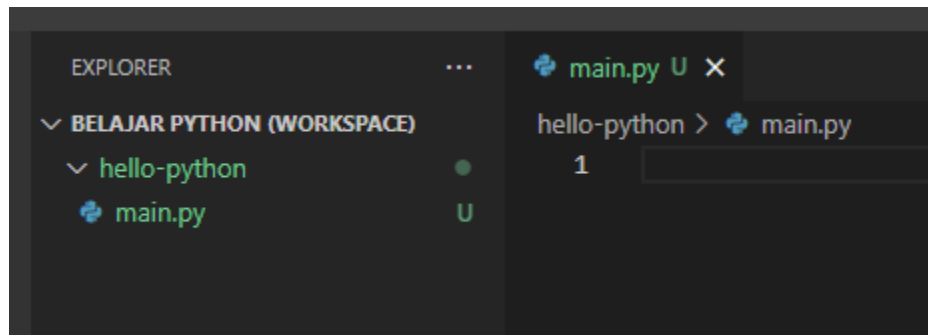 EXPLORER ...
BELAJAR PYTHON (WORKSPACE)
hello-python
main.py U
main.py U
hello-python > main.py
1